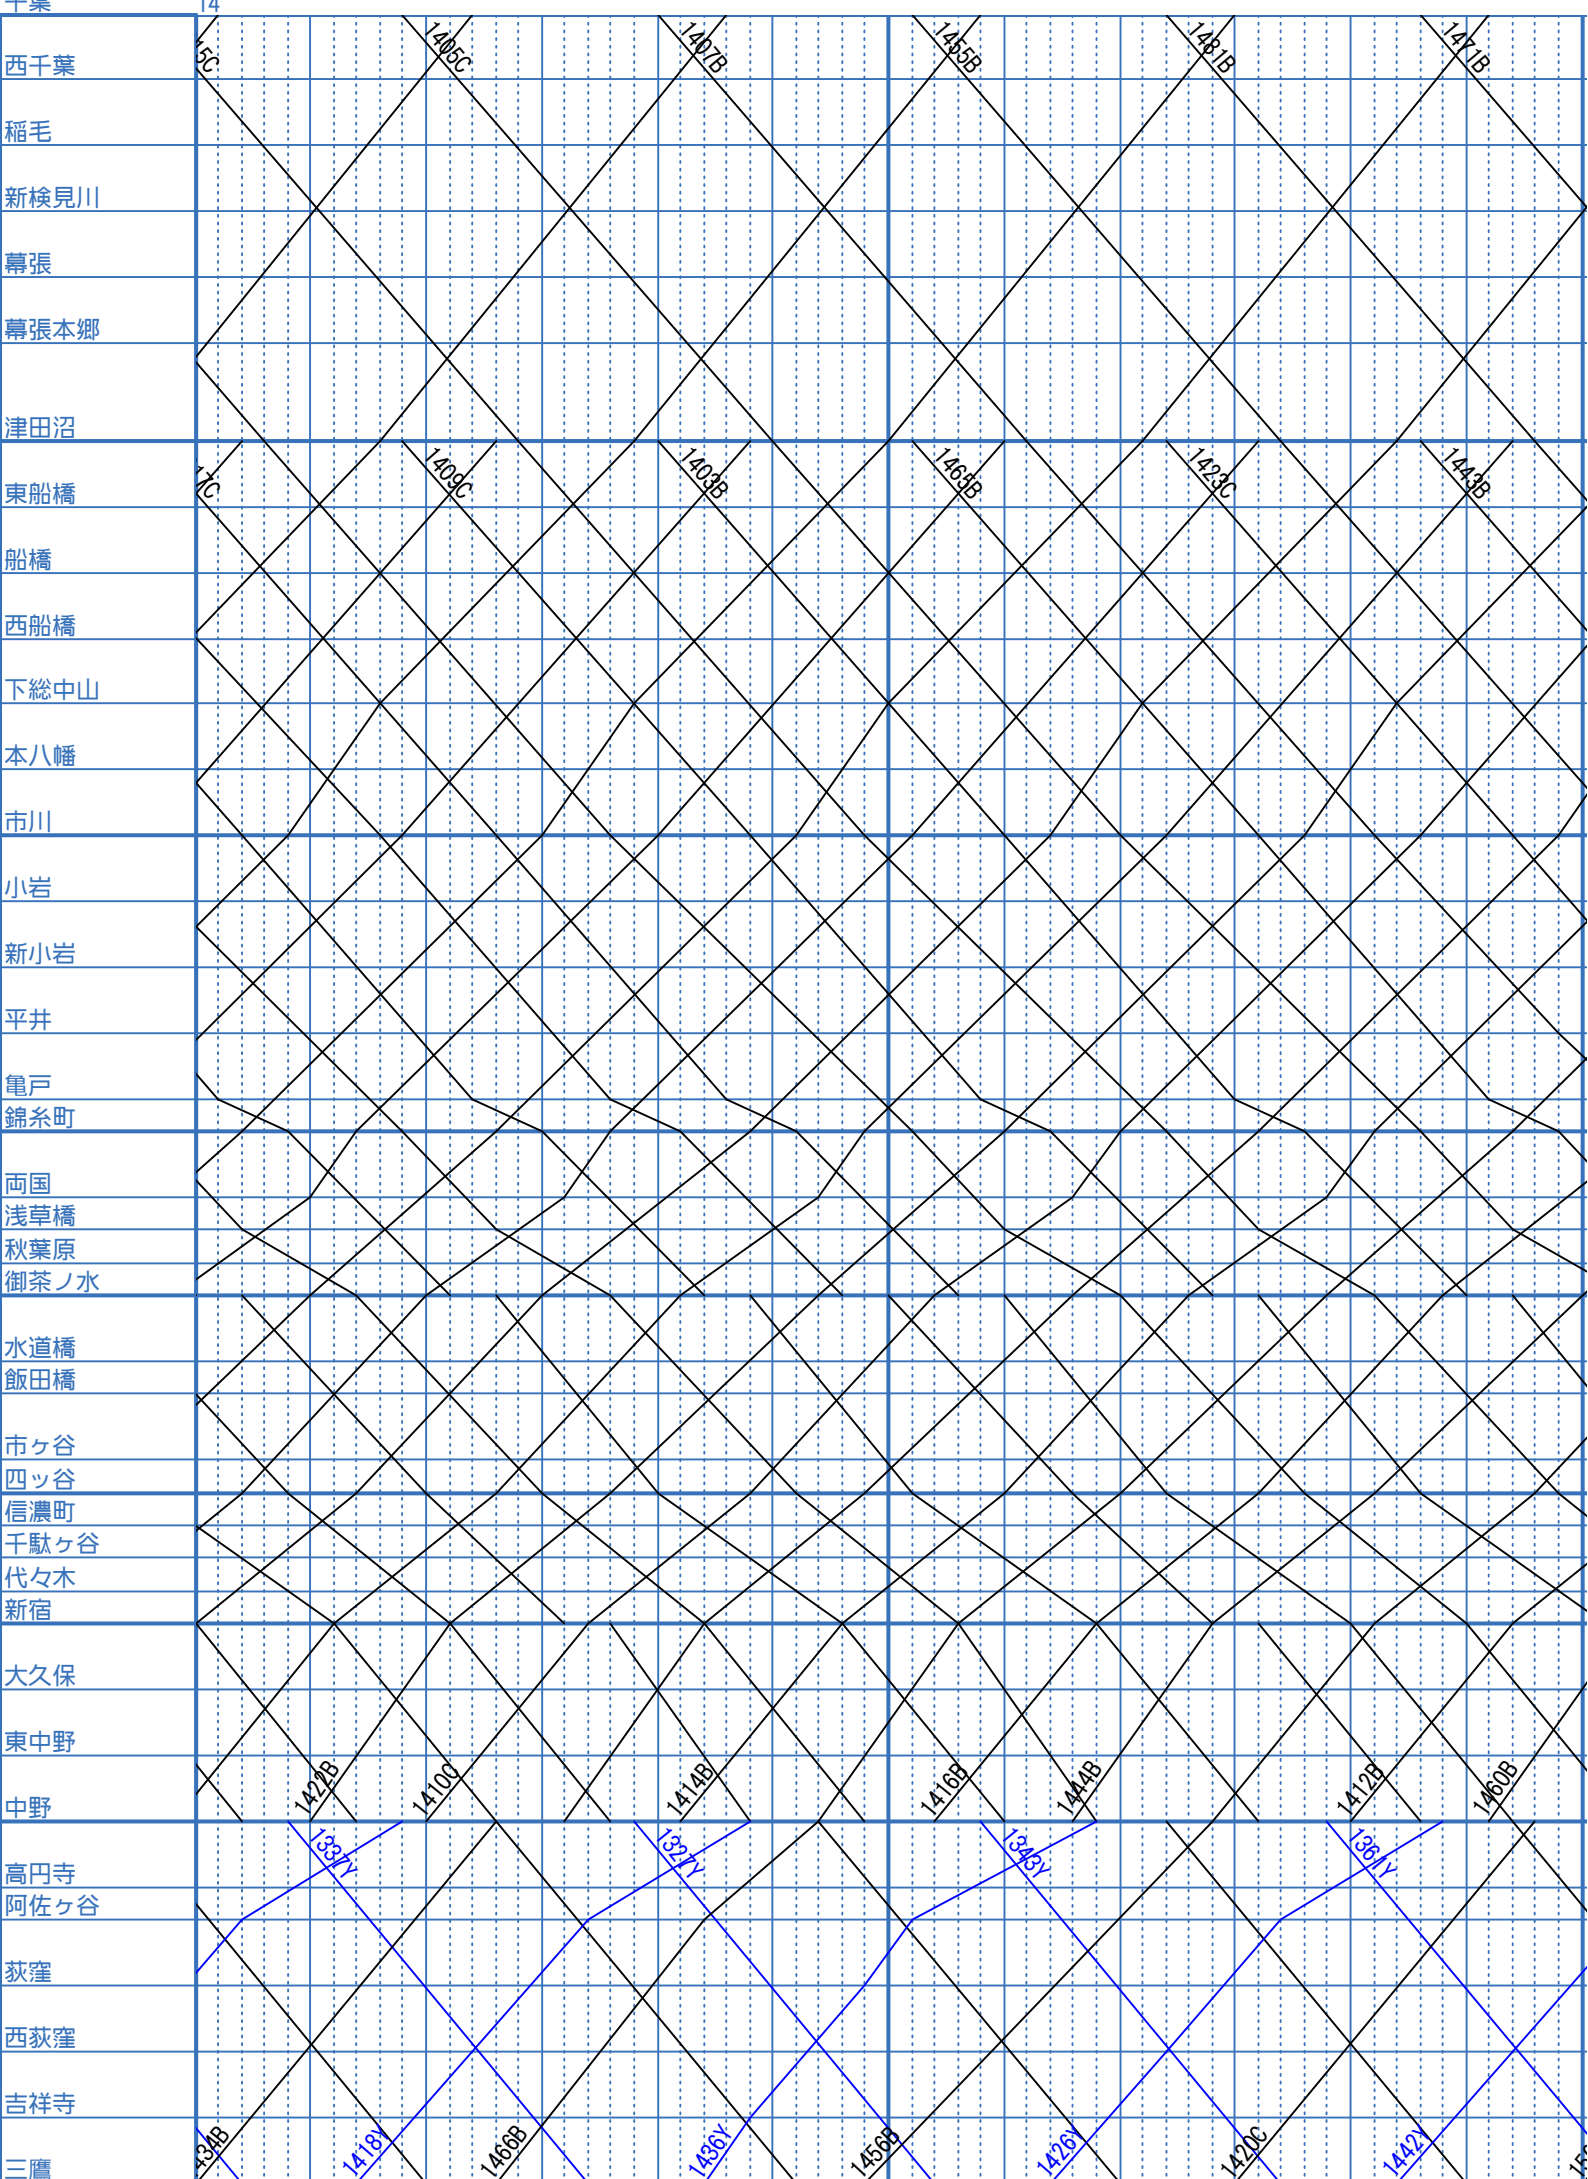 千葉 14
西千葉 15C 1405C 1407B 1455B 1481B 1471B
稲毛
新検見川
幕張
幕張本郷
津田沼
東船橋 17C 1409C 1403B 1465B 1423C 1443B
船橋
西船橋
下総中山
本八幡
市川
小岩
新小岩
平井
亀戸
錦糸町
両国
浅草橋
秋葉原
御茶ノ水
水道橋
飯田橋
市ヶ谷
四ッ谷
信濃町
千駄ヶ谷
代々木
新宿
大久保
東中野
中野 1422B 1410C 1414B 1416B 1444B 1412B 1460B
高円寺 1337Y 1327Y 1343Y 1361Y
阿佐ヶ谷
荻窪
西荻窪
吉祥寺
三鷹 434B 1418Y 1466B 1436Y 1456B 1426Y 1420C 1442Y